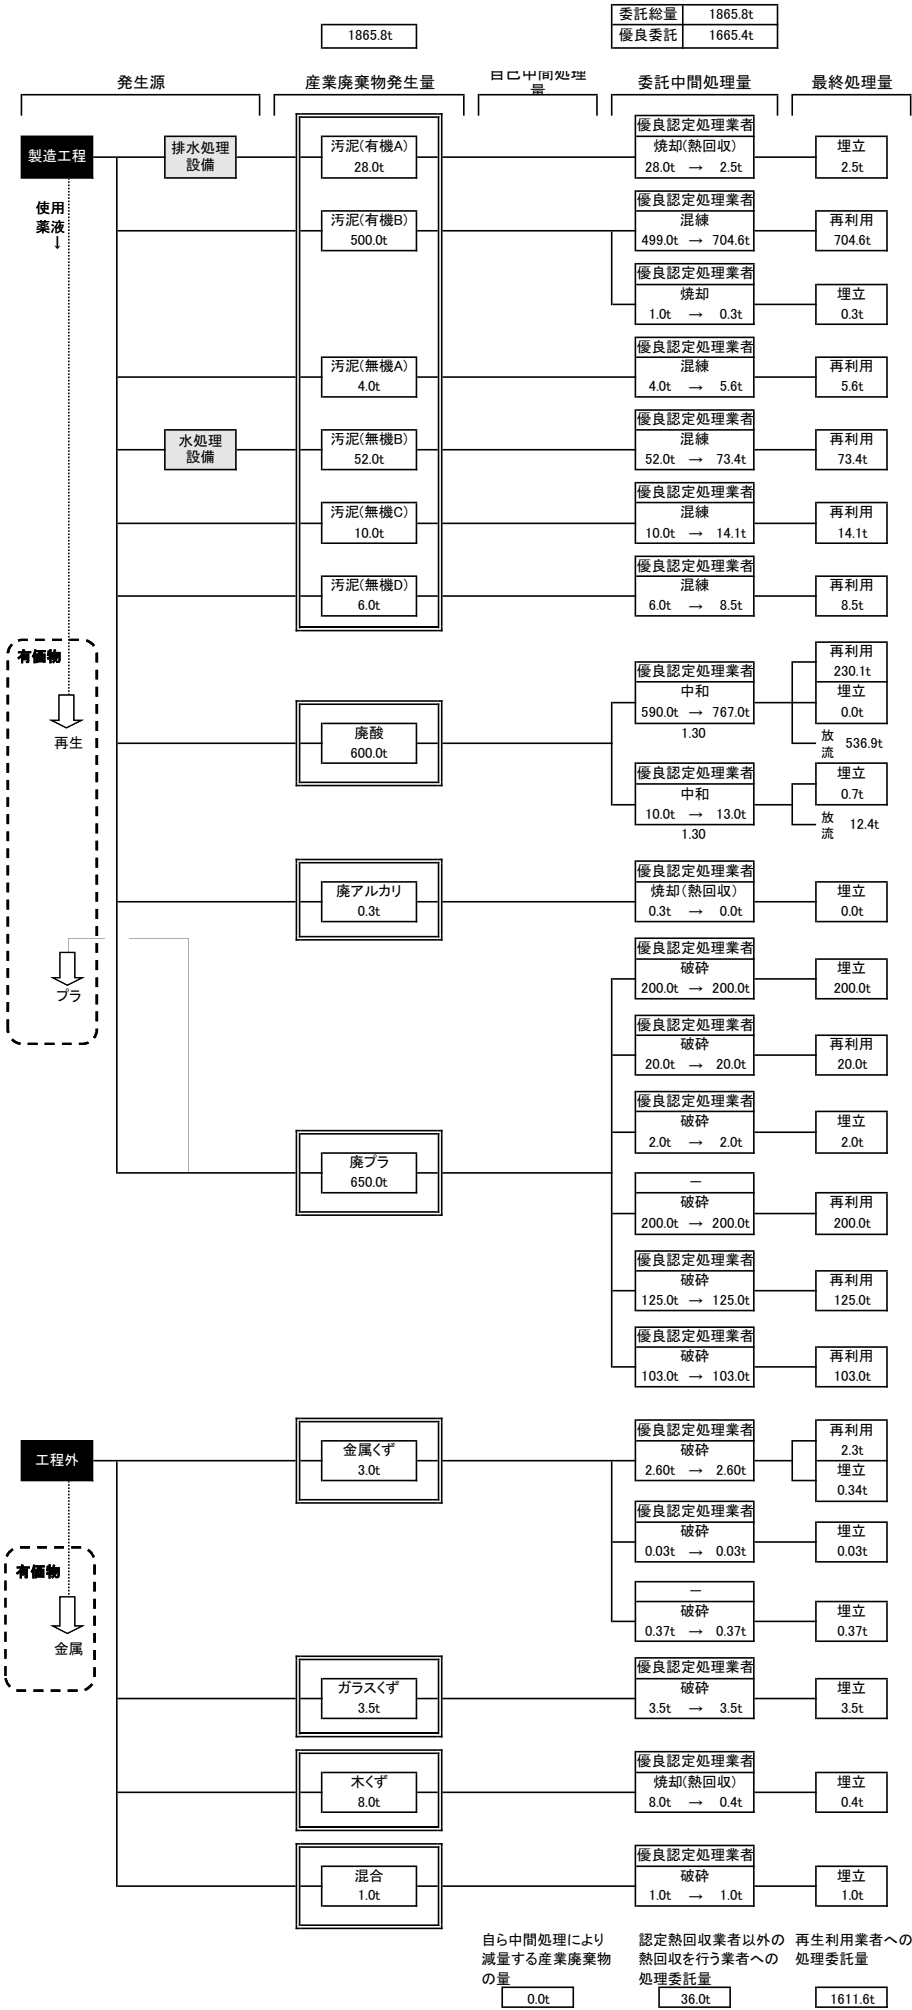 委託総量 1865.8t
1865.8t 優良委託 1665.4t
発生源 産業廃棄物発生量 自己中間処理 委託中間処理量 最終処理量
量
優良認定処理業者
製造工程 排水処理 汚泥(有機A) 焼却(熱回収) 埋立
設備 28.0t 28.0t → 2.5t 2.5t
使用
薬液
↓
優良認定処理業者
汚泥(有機B) 混練 再利用
500.0t 499.0t → 704.6t 704.6t
優良認定処理業者
焼却 埋立
1.0t → 0.3t 0.3t
優良認定処理業者
汚泥(無機A) 混練 再利用
4.0t 4.0t → 5.6t 5.6t
優良認定処理業者
水処理 汚泥(無機B) 混練 再利用
設備 52.0t 52.0t → 73.4t 73.4t
優良認定処理業者
汚泥(無機C) 混練 再利用
10.0t 10.0t → 14.1t 14.1t
優良認定処理業者
汚泥(無機D) 混練 再利用
6.0t 6.0t → 8.5t 8.5t
有価物
再生
優良認定処理業者 再利用
230.1t
廃酸 中和 埋立
600.0t 590.0t → 767.0t 0.0t
1.30 放流 536.9t
優良認定処理業者 埋立
中和 0.7t
10.0t → 13.0t 放流 12.4t
1.30
優良認定処理業者
廃アルカリ 焼却(熱回収) 埋立
0.3t 0.3t → 0.0t 0.0t
プラ
優良認定処理業者
破砕 埋立
200.0t → 200.0t 200.0t
優良認定処理業者
破砕 再利用
20.0t → 20.0t 20.0t
優良認定処理業者
破砕 埋立
2.0t → 2.0t 2.0t
廃プラ
650.0t
ー
破砕 再利用
200.0t → 200.0t 200.0t
優良認定処理業者
破砕 再利用
125.0t → 125.0t 125.0t
優良認定処理業者
破砕 再利用
103.0t → 103.0t 103.0t
優良認定処理業者 再利用
工程外 金属くず 破砕 2.3t
3.0t 2.60t → 2.60t 埋立
0.34t
優良認定処理業者
破砕 埋立
0.03t → 0.03t 0.03t
有価物
金属
ー
破砕 埋立
0.37t → 0.37t 0.37t
優良認定処理業者
ガラスくず 破砕 埋立
3.5t 3.5t → 3.5t 3.5t
優良認定処理業者
木くず 焼却(熱回収) 埋立
8.0t 8.0t → 0.4t 0.4t
優良認定処理業者
混合 破砕 埋立
1.0t 1.0t → 1.0t 1.0t
自ら中間処理により 認定熱回収業者以外の 再生利用業者への
減量する産業廃棄物 熱回収を行う業者への 処理委託量
の量 処理委託量
0.0t 36.0t 1611.6t